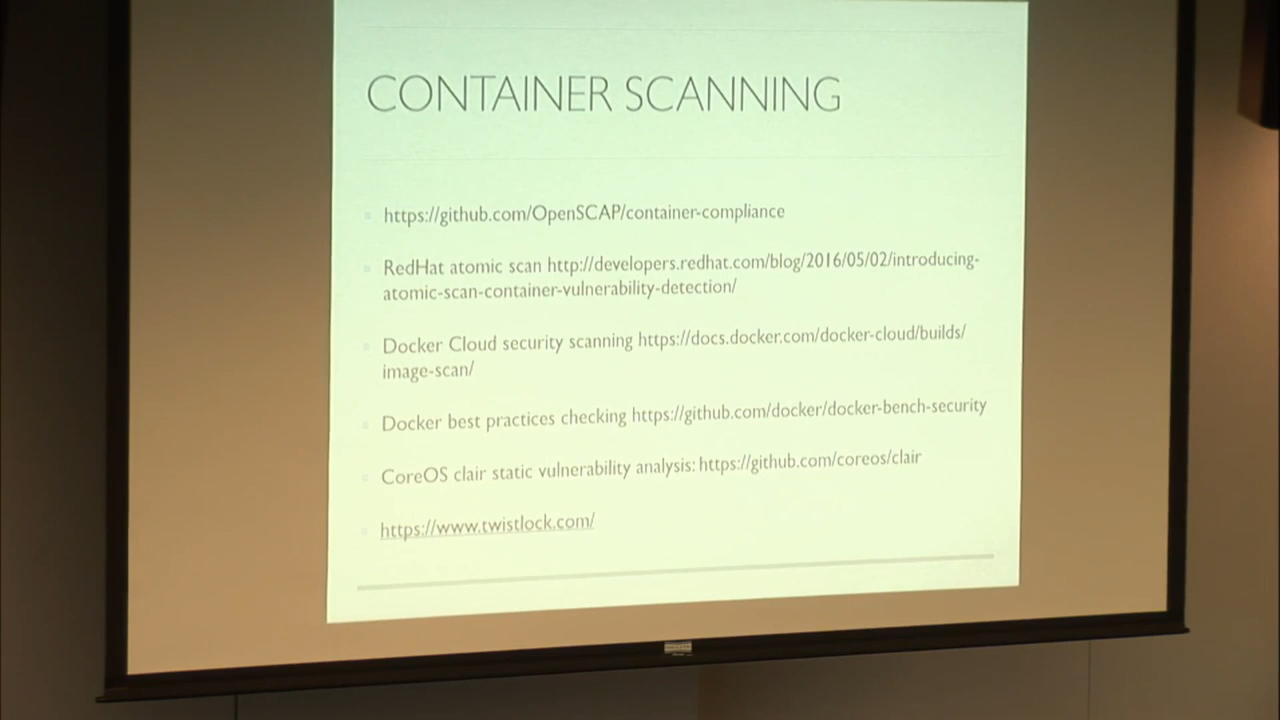 CONTAINER SCANNING
https://github.com/OpenSCAP/container-compliance
RedHat atomic scan http://developers.redhat.com/blog/2016/05/02/introducing-
atomic-scan-container-vulnerability-detection/
Docker Cloud security scanning https://docs.docker.com/docker-cloud/builds/
image-scan/
Docker best practices checking https://github.com/docker/docker-bench-security
CoreOS clair static vulnerability analysis: https://github.com/coreos/clair
https://www.twistlock.com/